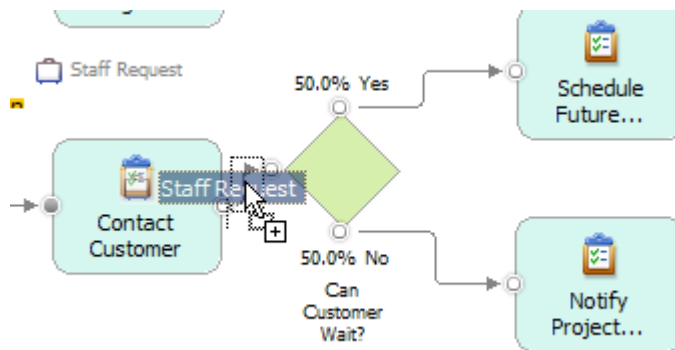 Staff Request
50.0% Yes
Schedule
Future...
Staff Request
Contact
Customer
50.0% No
Can
Customer
Wait?
Notify
Project...